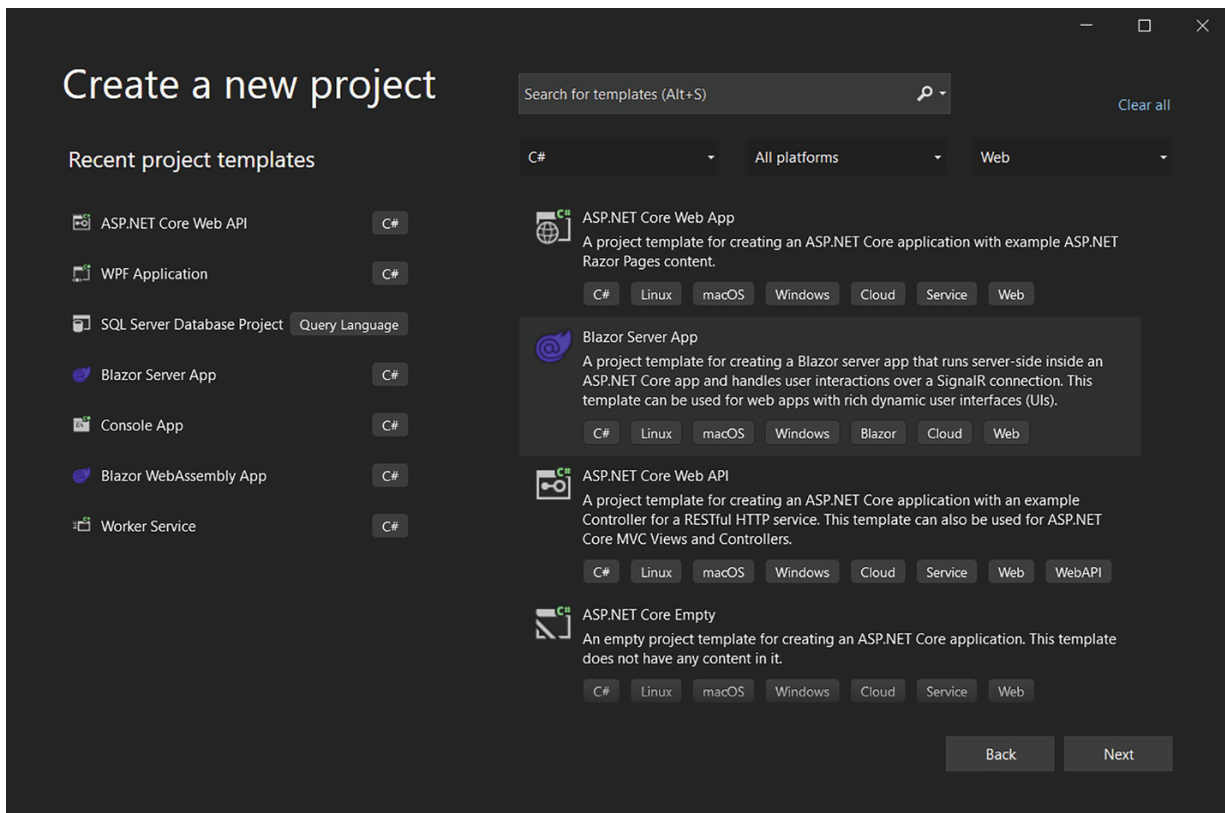 Create a new project
Search for templates (Alt+S)
Clear all
Recent project templates
C#
All platforms
Web
ASP.NET Core Web API C#
WPF Application C#
SQL Server Database Project Query Language
Blazor Server App C#
Console App C#
Blazor WebAssembly App C#
Worker Service C#
ASP.NET Core Web App
A project template for creating an ASP.NET Core application with example ASP.NET
Razor Pages content.
C# Linux macOS Windows Cloud Service Web
Blazor Server App
A project template for creating a Blazor server app that runs server-side inside an
ASP.NET Core app and handles user interactions over a SignalR connection. This
template can be used for web apps with rich dynamic user interfaces (UIs).
C# Linux macOS Windows Blazor Cloud Web
ASP.NET Core Web API
A project template for creating an ASP.NET Core application with an example
Controller for a RESTful HTTP service. This template can also be used for ASP.NET
Core MVC Views and Controllers.
C# Linux macOS Windows Cloud Service Web WebAPI
ASP.NET Core Empty
An empty project template for creating an ASP.NET Core application. This template
does not have any content in it.
C# Linux macOS Windows Cloud Service Web
Back
Next